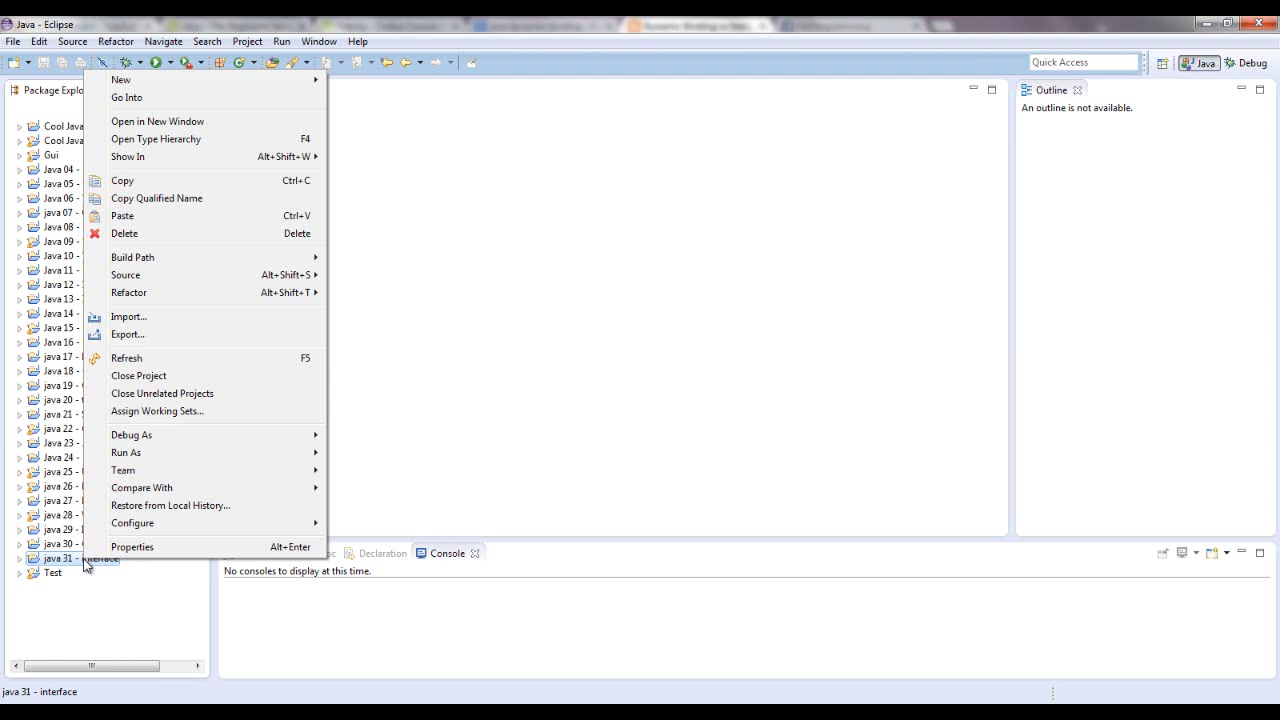 Java - Eclipse
File Edit Source Refactor Navigate Search Project Run Window Help
Quick Access
Java
Debug
Package Explo
Outline
An outline is not available.
Cool Java
Cool Java
Gui
Java 04 -
Java 05 -
Java 06 -
java 07 -
Java 08 -
Java 09 -
Java 10 -
Java 11 -
Java 12 -
Java 13 -
Java 14 -
Java 15 -
Java 16 -
java 17 -
Java 18 -
java 19 -
Java 20 -
java 21 -
java 22 -
Java 23 -
Java 24 -
java 25 -
java 26 -
java 27 -
java 28 -
java 29 -
java 30 -
java 31 - interface
Test
New
Go Into
Open in New Window
Open Type Hierarchy F4
Show In Alt+Shift+W
Copy Ctrl+C
Copy Qualified Name
Paste Ctrl+V
Delete Delete
Build Path
Source Alt+Shift+S
Refactor Alt+Shift+T
Import...
Export...
Refresh F5
Close Project
Close Unrelated Projects
Assign Working Sets...
Debug As
Run As
Team
Compare With
Restore from Local History...
Configure
Properties Alt+Enter
Declaration
Console
No consoles to display at this time.
java 31 - interface